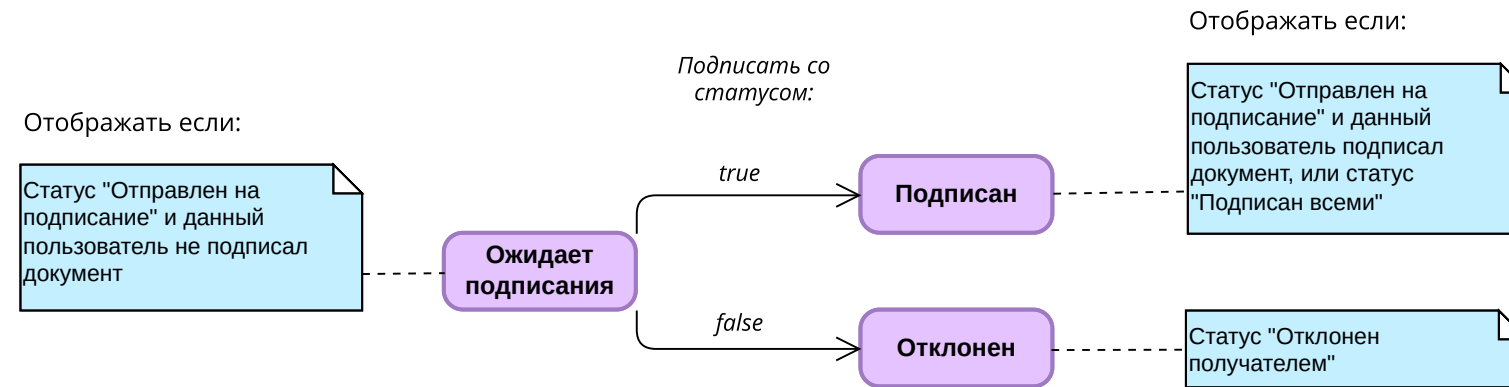 Отображать если:
Статус "Отправлен на
подписание" и данный
пользователь не подписал
документ
Ожидает
подписания
Подписать со
статусом:
true
false
Подписан
Отклонен
Отображать если:
Статус "Отправлен на
подписание" и данный
пользователь подписал
документ, или статус
"Подписан всеми"
Статус "Отклонен
получателем"